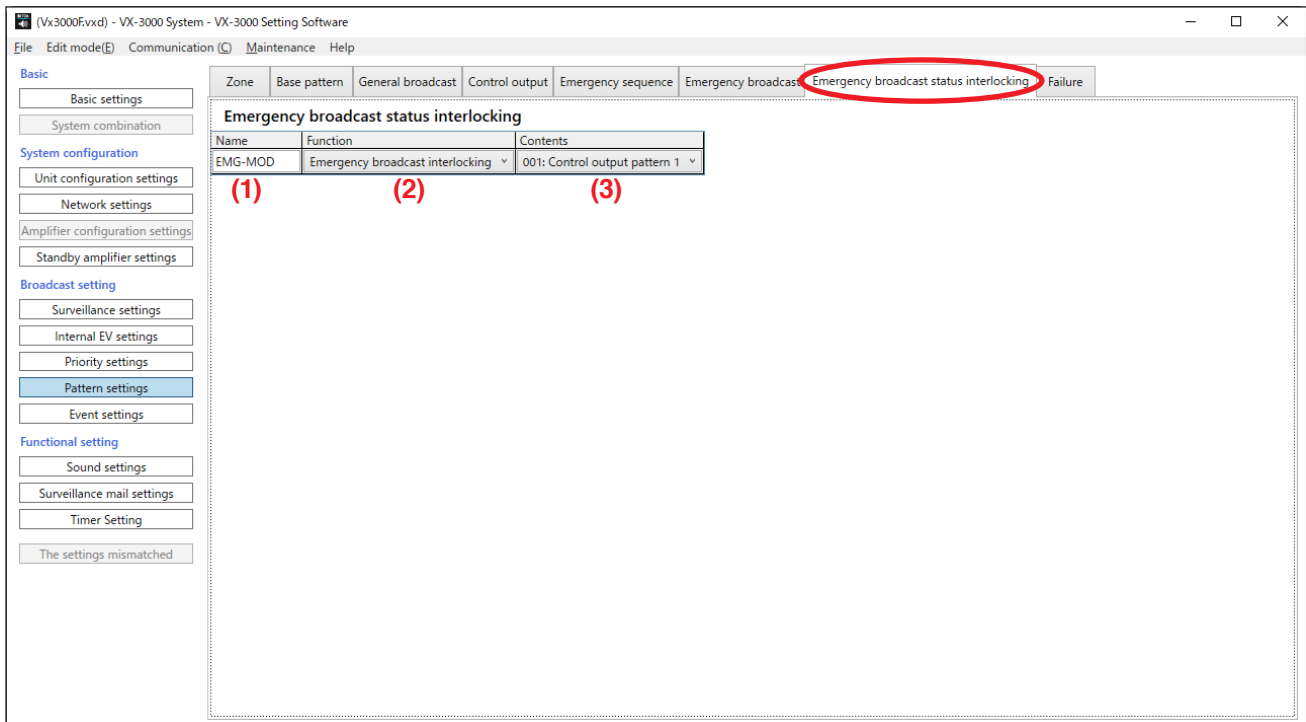 (Vx3000F.vxd) - VX-3000 System - VX-3000 Setting Software
File Edit mode(E) Communication (C) Maintenance Help
Basic
Basic settings
System combination
System configuration
Unit configuration settings
Network settings
Amplifier configuration settings
Standby amplifier settings
Broadcast setting
Surveillance settings
Internal EV settings
Priority settings
Pattern settings
Event settings
Functional setting
Sound settings
Surveillance mail settings
Timer Setting
The settings mismatched
Zone Base pattern General broadcast Control output Emergency sequence Emergency broadcast Emergency broadcast status interlocking Failure
Emergency broadcast status interlocking
Name Function Contents
EMG-MOD Emergency broadcast interlocking 001: Control output pattern 1
(1) (2) (3)